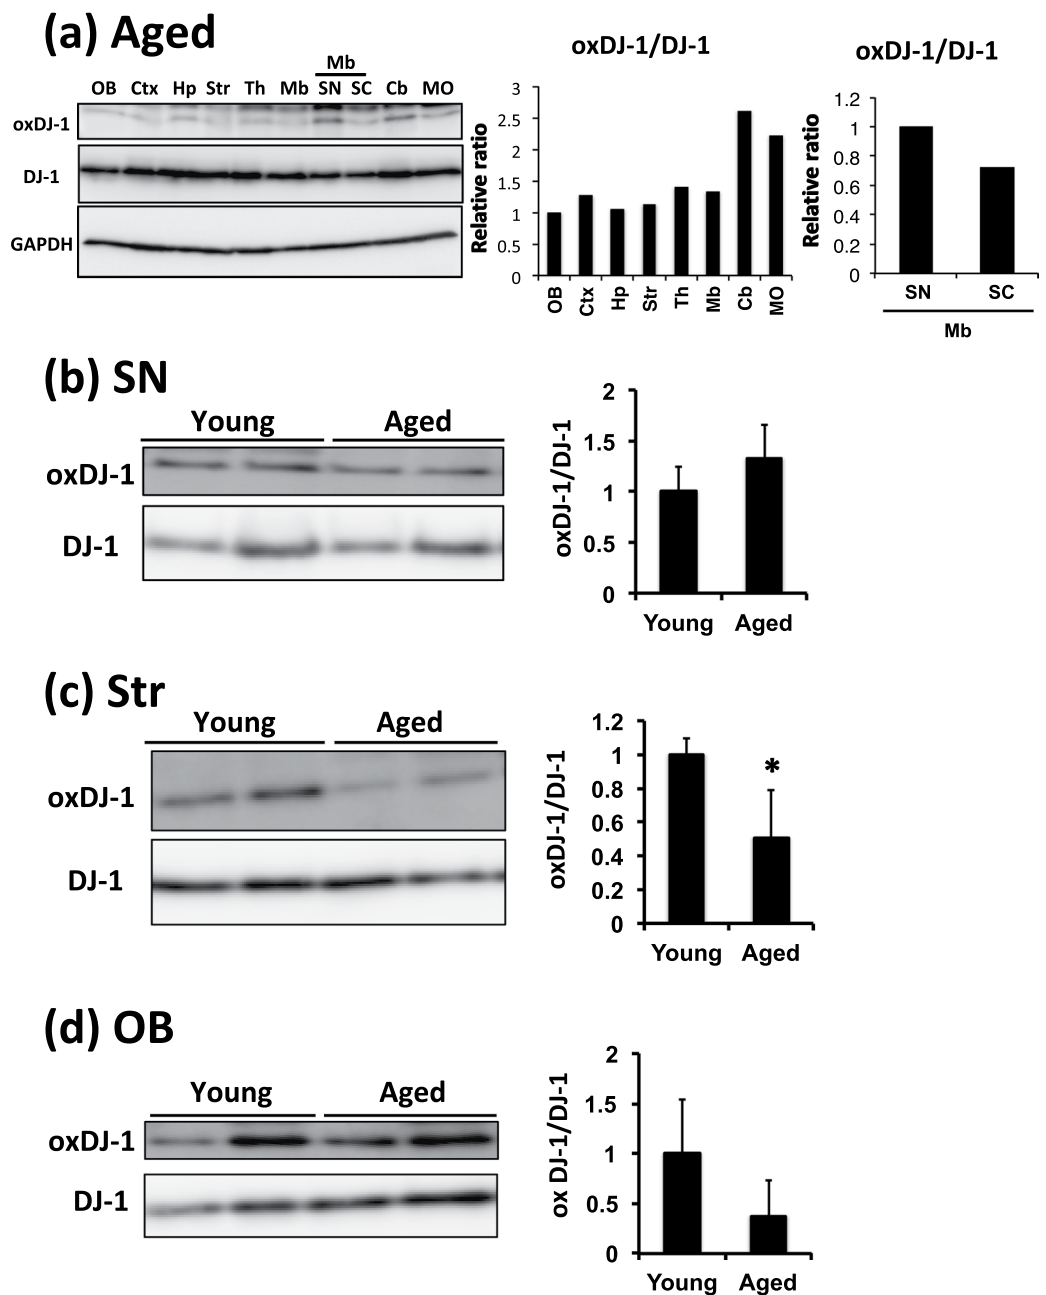 (a) Aged
Mb
OB Ctx Hp Str Th Mb SN SC Cb MO
oxDJ-1
DJ-1
GAPDH
oxDJ-1/DJ-1
Relative ratio
3
2.5
2
1.5
1
0.5
0
OB Ctx Hp Str Th Mb Cb MO
oxDJ-1/DJ-1
Relative ratio
1.2
1
0.8
0.6
0.4
0.2
0
SN SC
Mb
(b) SN
Young Aged
oxDJ-1
DJ-1
oxDJ-1/DJ-1
2
1.5
1
0.5
0
Young Aged
(c) Str
Young Aged
oxDJ-1
DJ-1
oxDJ-1/DJ-1
1.2
1
0.8
0.6
0.4
0.2
0
*
Young Aged
(d) OB
Young Aged
oxDJ-1
DJ-1
ox DJ-1/DJ-1
2
1.5
1
0.5
0
Young Aged